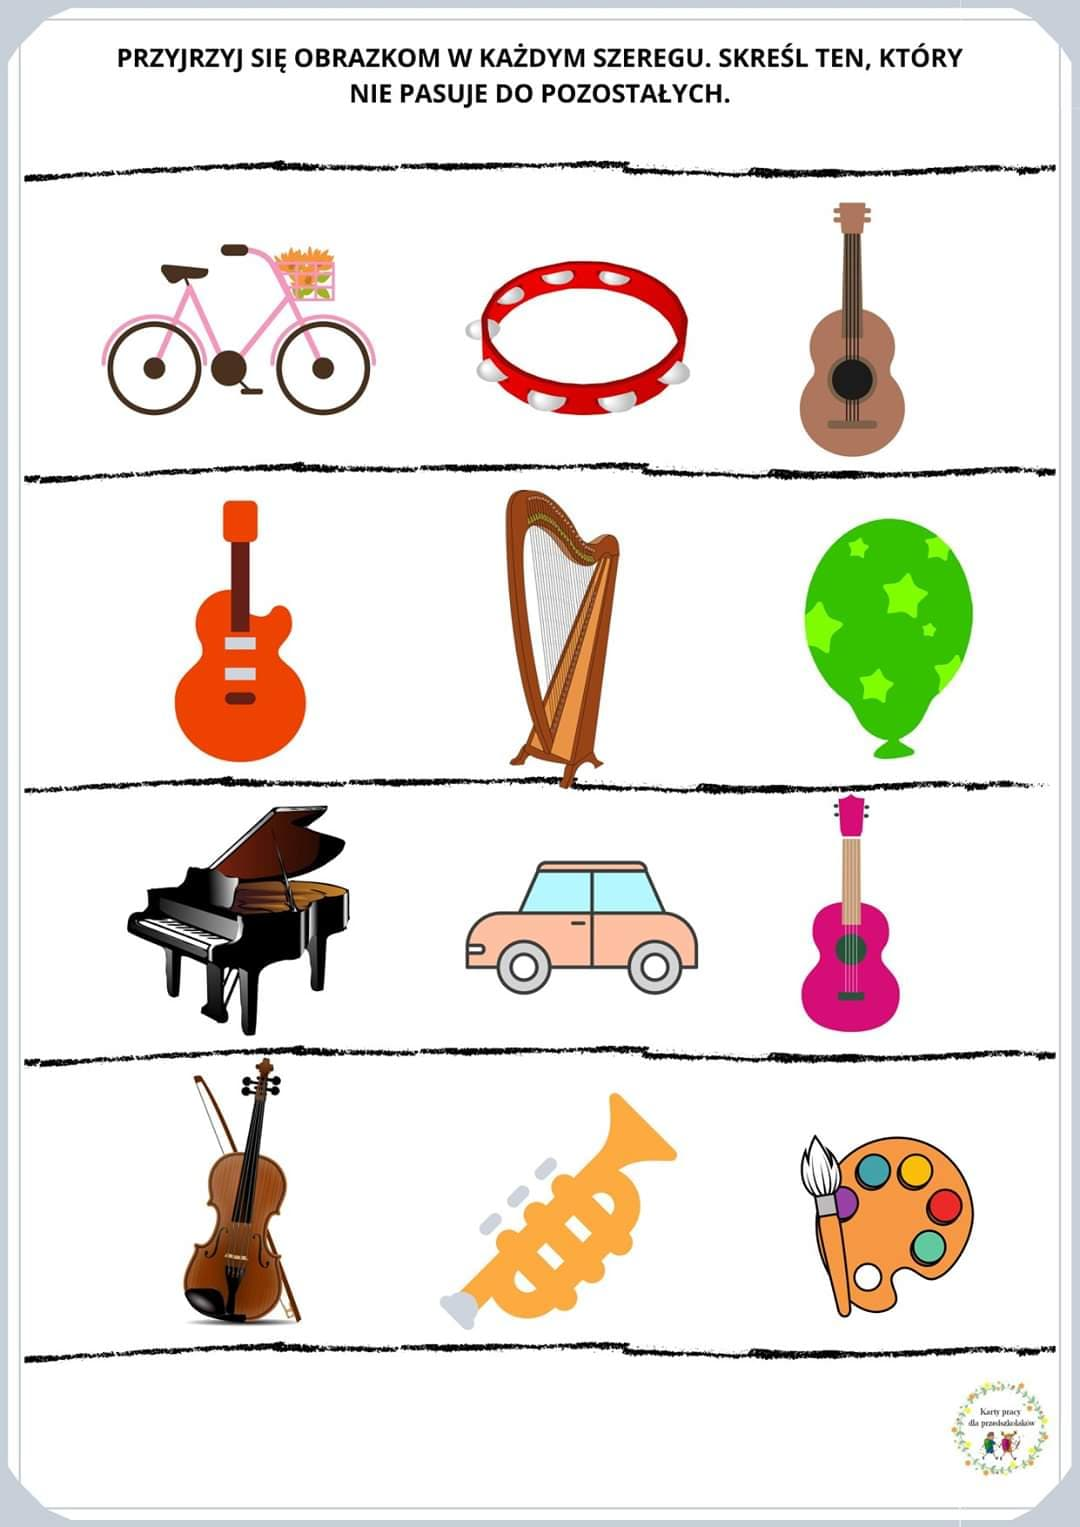 PRZYJRZYJ SIĘ OBRAZKOM W KAŻDYM SZEREGU. SKREŚL TEN, KTÓRY
NIE PASUJE DO POZOSTAŁYCH.
Karty pracy
dla przedszkolaków